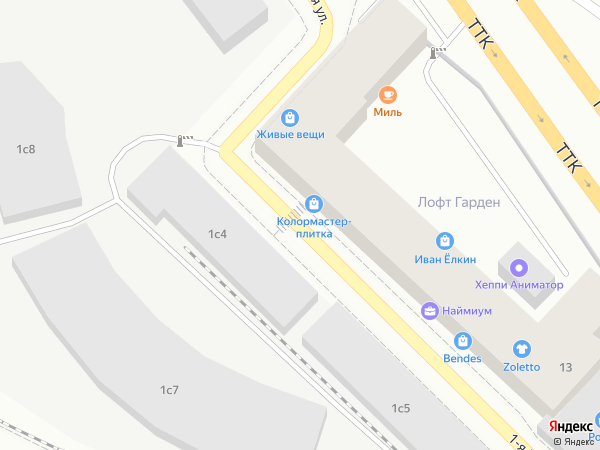 я ул.
ТТК
Миль
Живые вещи
1с8
ТТК
Лофт Гарден
Колормастер-
плитка
1с4
Иван Ёлкин
Хеппи Аниматор
Наймиум
Bendes
Zoletto
13
1с7
1с5
1-я
Яндекс
© Яндекс